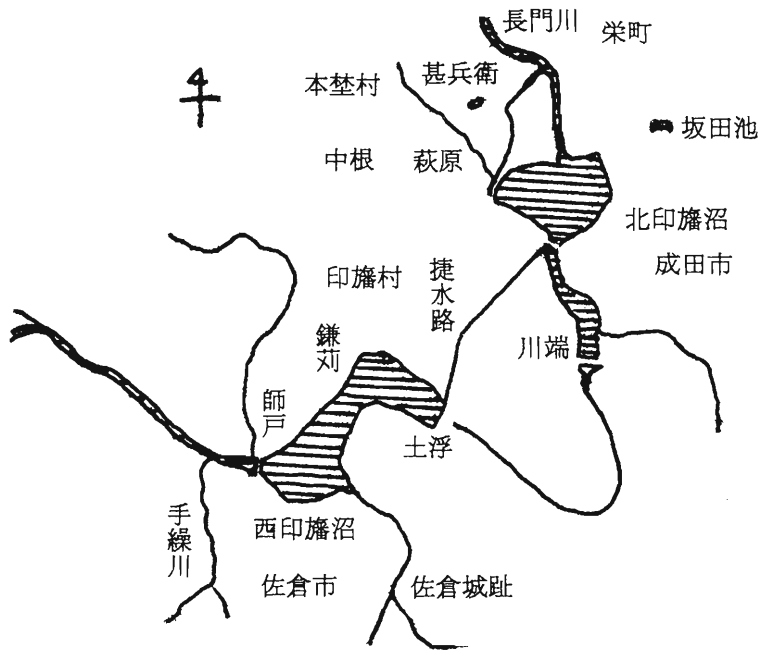 長門川
栄町
甚兵衛
本埜村
坂田池
中根
萩原
北印旛沼
成田市
印旛村
捷水路
川端
鎌苅
師戸
土浮
手繰川
西印旛沼
佐倉市
佐倉城趾